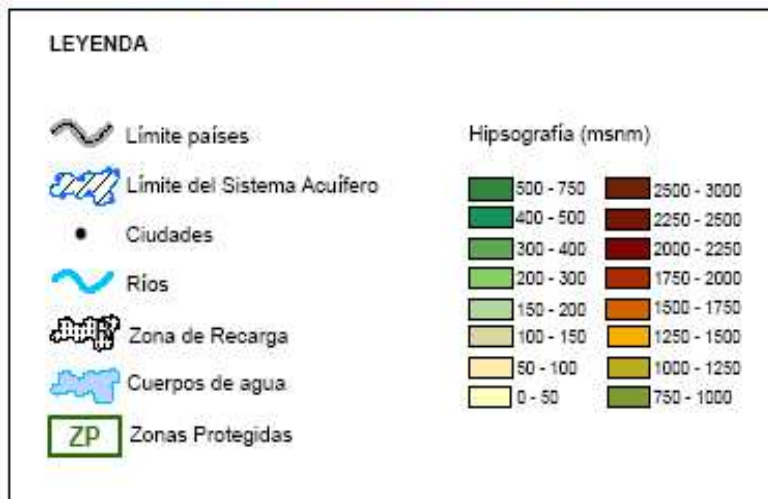 LEYENDA
Límite países
Límite del Sistema Acuífero
Ciudades
Ríos
Zona de Recarga
Cuerpos de agua
ZP Zonas Protegidas
Hipsografía (msnm)
500 - 750
400 - 500
300 - 400
200 - 300
150 - 200
100 - 150
50 - 100
0 - 50
2500 - 3000
2250 - 2500
2000 - 2250
1750 - 2000
1500 - 1750
1250 - 1500
1000 - 1250
750 - 1000